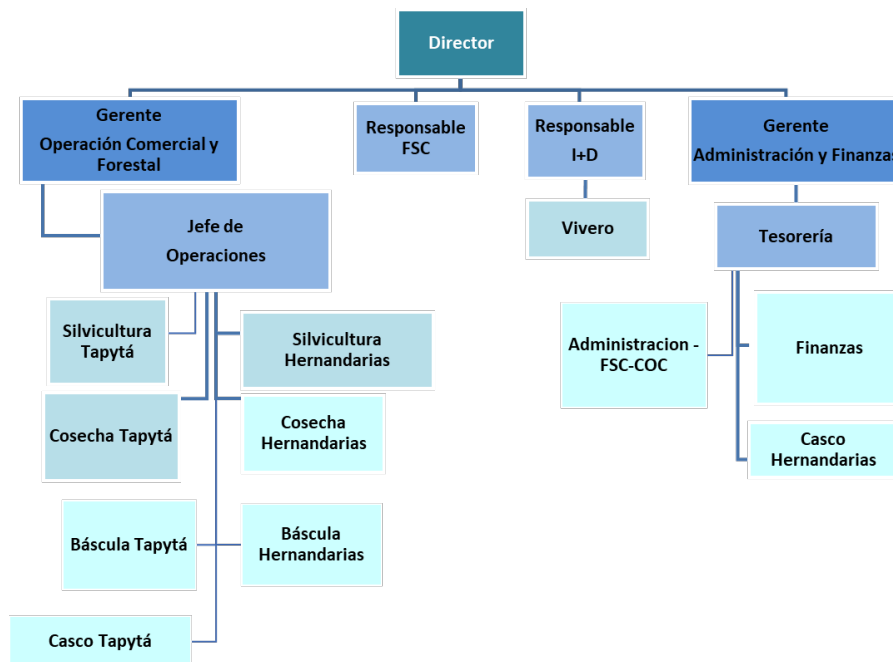 Director
Gerente
Operación Comercial y
Forestal
Responsable
FSC
Responsable
I+D
Gerente
Administración y Finanzas
Jefe de
Operaciones
Vivero
Tesorería
Silvicultura
Tapytá
Silvicultura
Hernandarias
Administracion -
FSC-COC
Finanzas
Cosecha Tapytá
Cosecha
Hernandarias
Casco
Hernandarias
Báscula Tapytá
Báscula
Hernandarias
Casco Tapytá